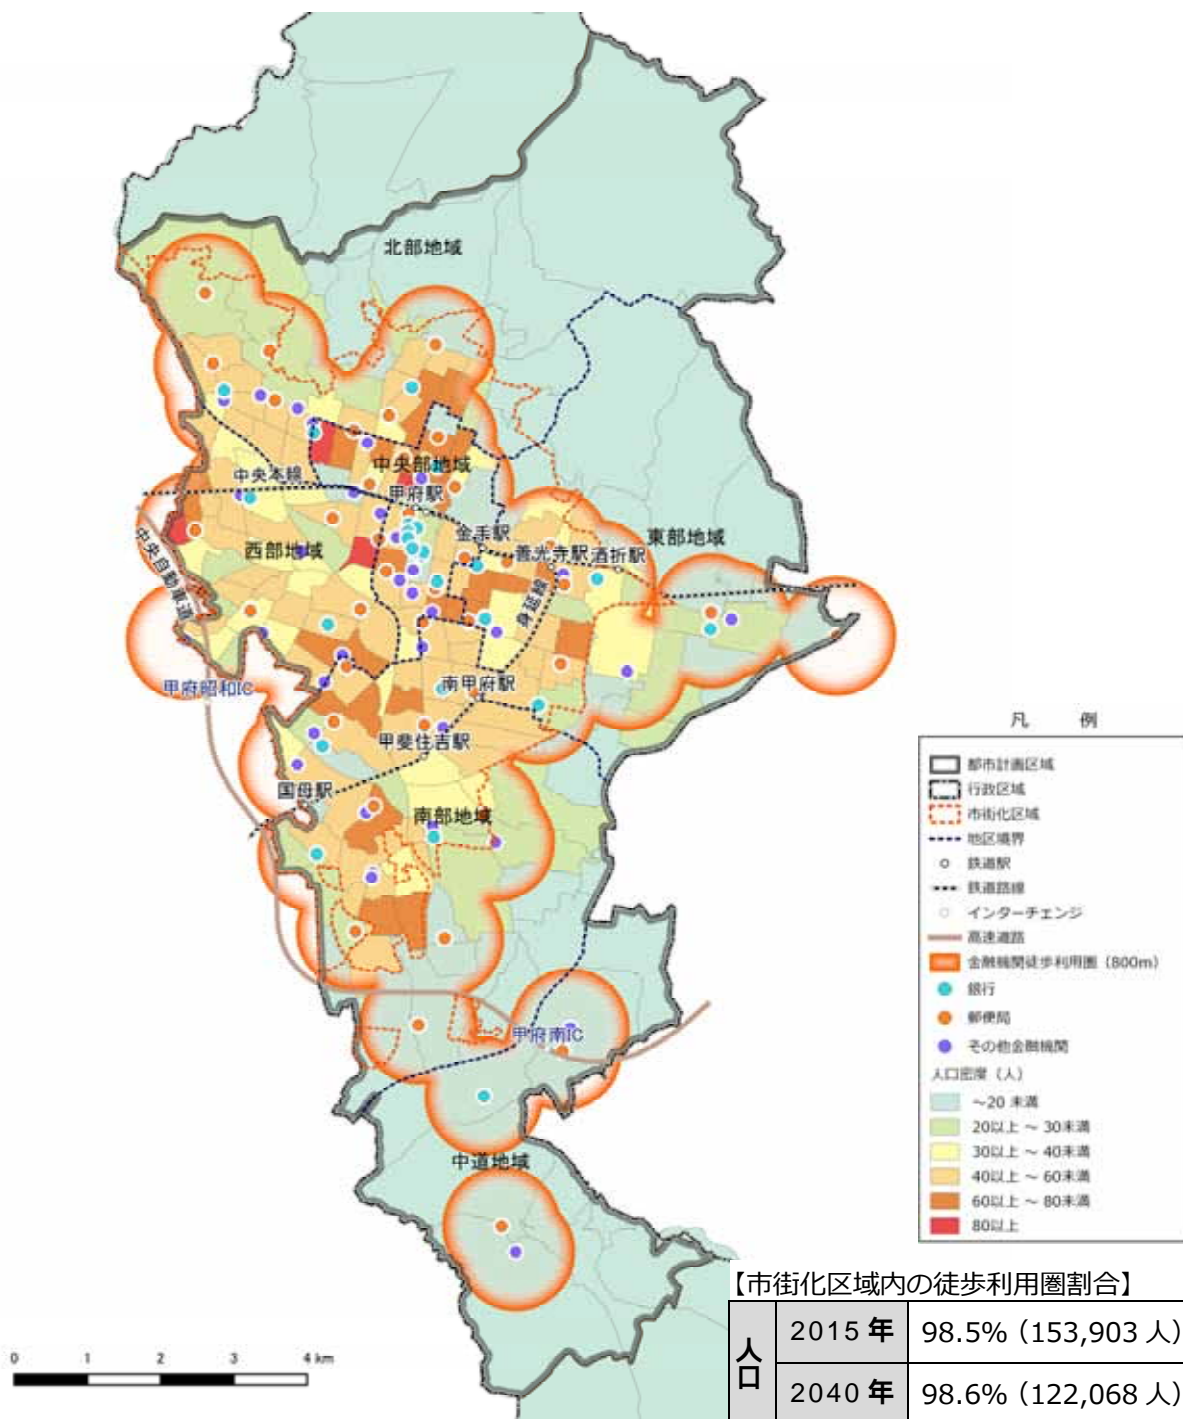 北部地域
中央部地域
中央本線
甲府駅
金手駅
善光寺駅
酒折駅
東部地域
西部地域
中央自動車道
身延線
甲府昭和IC
南甲府駅
甲斐住吉駅
国母駅
南部地域
甲府南IC
中道地域
凡 例
都市計画区域
行政区域
市街化区域
地区境界
鉄道駅
鉄道路線
インターチェンジ
高速道路
金融機関徒歩利用圏（800m）
銀行
郵便局
その他金融機関
人口密度（人）
～20 未満
20以上 ～ 30未満
30以上 ～ 40未満
40以上 ～ 60未満
60以上 ～ 80未満
80以上
【市街化区域内の徒歩利用圏割合】
人口
2015 年 98.5%（153,903 人）
2040 年 98.6%（122,068 人）
0 1 2 3 4 km